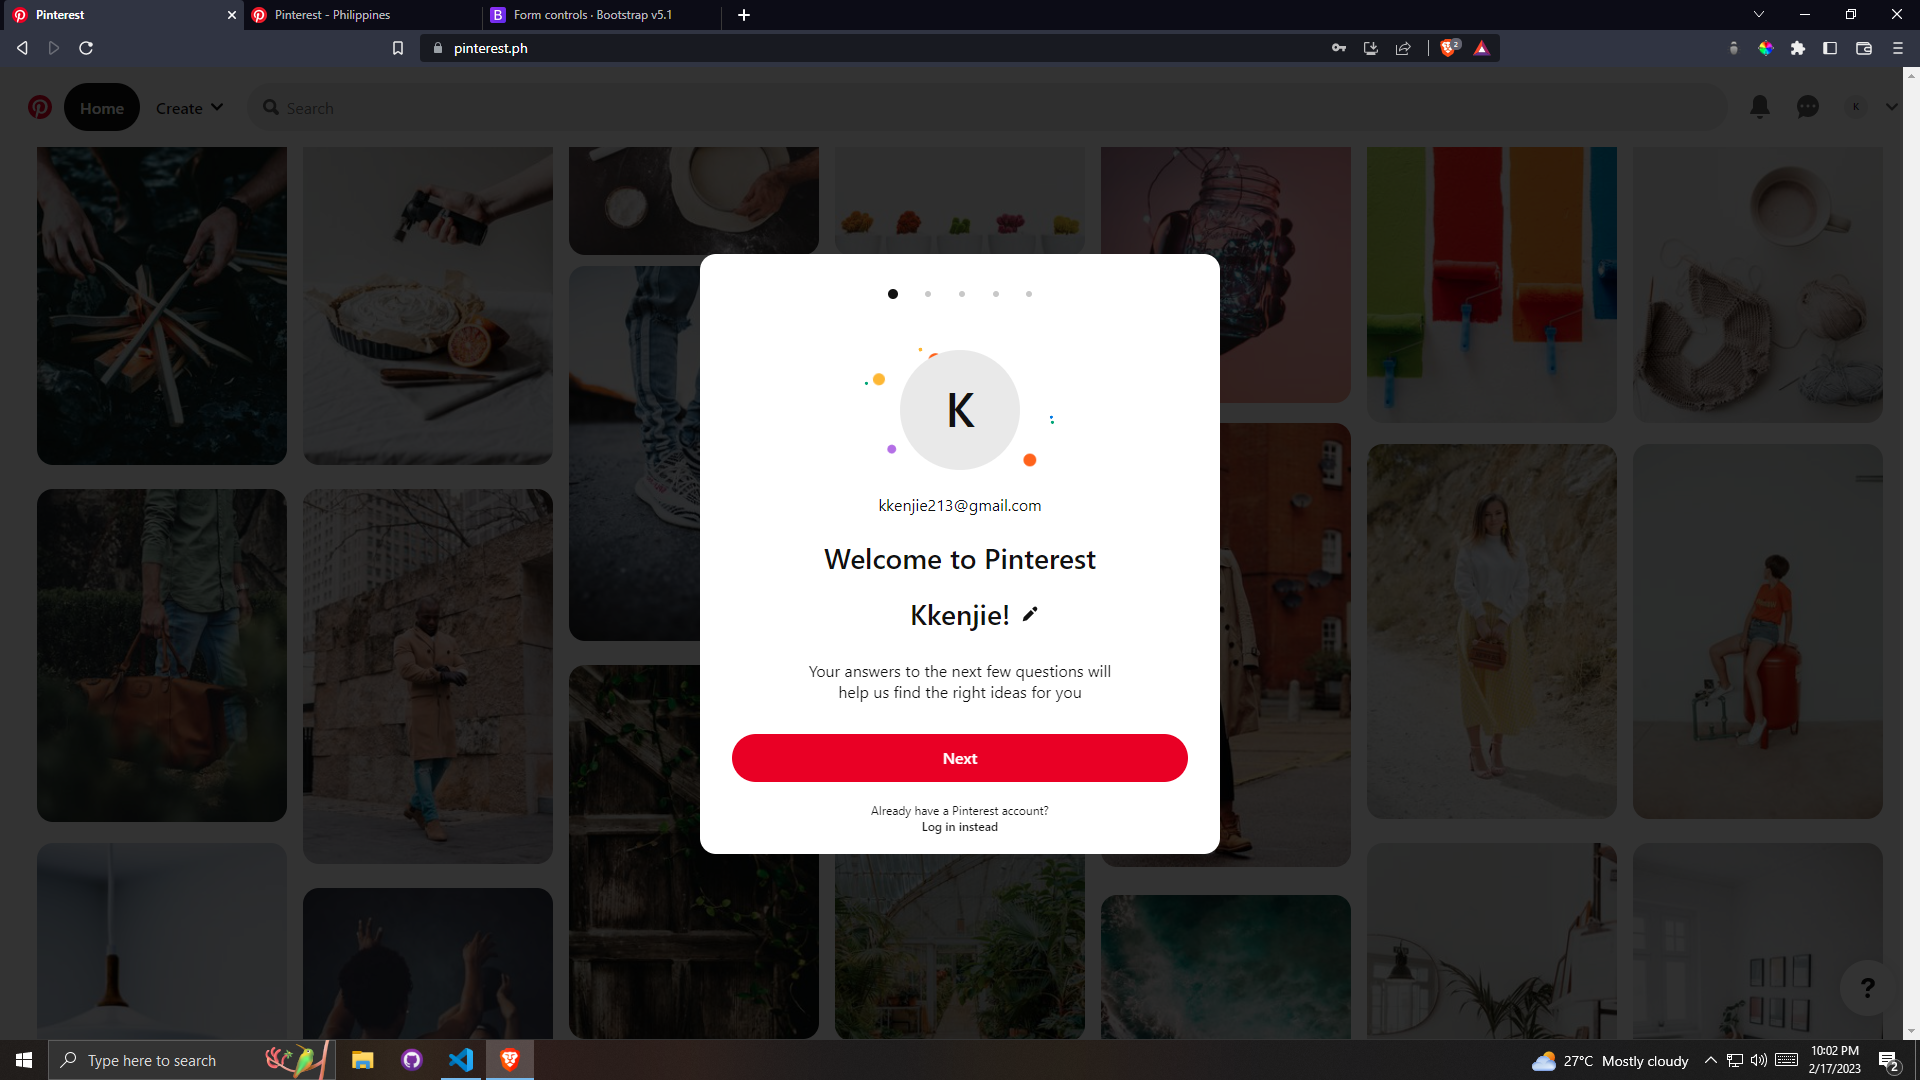 Pinterest
Pinterest - Philippines
Form controls · Bootstrap v5.1
pinterest.ph
2
Home
Create
Search
K
K
kkenjie213@gmail.com
Welcome to Pinterest
Kkenjie!
Your answers to the next few questions will
help us find the right ideas for you
Next
Already have a Pinterest account?
Log in instead
?
Type here to search
27°C Mostly cloudy
10:02 PM
2/17/2023
2